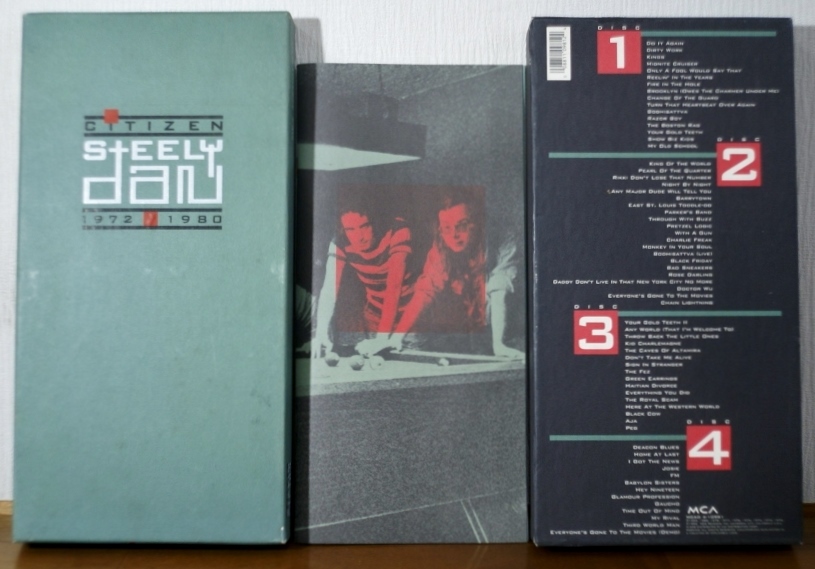 CITIZEN
STEELY
dan
1972 1980
DISC
1
DO IT AGAIN
DIRTY WORK
KINGS
MIDNITE CRUISER
ONLY A FOOL WOULD SAY THAT
REELIN' IN THE YEARS
FIRE IN THE HOLE
BROOKLYN (OWES THE CHARMER UNDER ME)
CHANGE OF THE GUARD
TURN THAT HEARTBEAT OVER AGAIN
BODHISATTVA
RAZOR BOY
THE BOSTON RAG
YOUR GOLD TEETH
SHOW BIZ KIDS
MY OLD SCHOOL
DISC
2
KING OF THE WORLD
PEARL OF THE QUARTER
RIKKI DON'T LOSE THAT NUMBER
NIGHT BY NIGHT
ANY MAJOR DUDE WILL TELL YOU
BARRYTOWN
EAST ST. LOUIS TOODLE-OO
PARKER'S BAND
THROUGH WITH BUZZ
PRETZEL LOGIC
WITH A GUN
CHARLIE FREAK
MONKEY IN YOUR SOUL
BODHISATTVA (LIVE)
BLACK FRIDAY
BAD SNEAKERS
ROSE DARLING
DADDY DON'T LIVE IN THAT NEW YORK CITY NO MORE
DOCTOR WU
EVERYONE'S GONE TO THE MOVIES
CHAIN LIGHTNING
DISC
3
YOUR GOLD TEETH II
ANY WORLD (THAT I'M WELCOME TO)
THROW BACK THE LITTLE ONES
KID CHARLEMAGNE
THE CAVES OF ALTAMIRA
DON'T TAKE ME ALIVE
SIGN IN STRANGER
THE FEZ
GREEN EARRINGS
HAITIAN DIVORCE
EVERYTHING YOU DID
THE ROYAL SCAM
HERE AT THE WESTERN WORLD
BLACK COW
AJA
PEG
DISC
4
DEACON BLUES
HOME AT LAST
I GOT THE NEWS
JOSIE
FM
BABYLON SISTERS
HEY NINETEEN
GLAMOUR PROFESSION
GAUCHO
TIME OUT OF MIND
MY RIVAL
THIRD WORLD MAN
EVERYONE'S GONE TO THE MOVIES (DEMO)
MCA